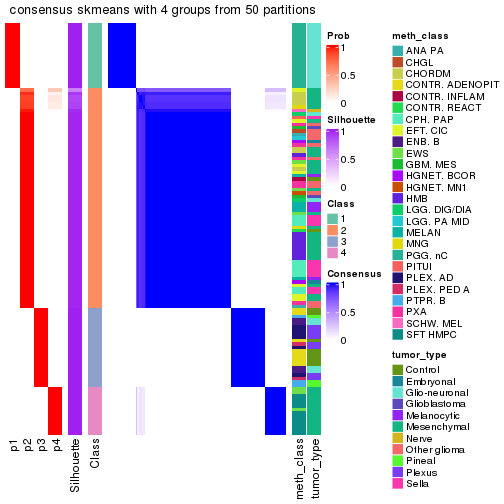 consensus skmeans with 4 groups from 50 partitions
Prob
1
0.5
0
Silhouette
1
0.5
0
Class
1
2
3
4
Consensus
1
0.5
0
meth_class
ANA PA
CHGL
CHORDM
CONTR. ADENOPIT
CONTR. INFLAM
CONTR. REACT
CPH. PAP
EFT. CIC
ENB. B
EWS
GBM. MES
HGNET. BCOR
HGNET. MN1
HMB
LGG. DIG/DIA
LGG. PA MID
MELAN
MNG
PGG. nC
PITUI
PLEX. AD
PLEX. PED A
PTPR. B
PXA
SCHW. MEL
SFT HMPC
tumor_type
Control
Embryonal
Glio-neuronal
Glioblastoma
Melanocytic
Mesenchymal
Nerve
Other glioma
Pineal
Plexus
Sella
p1
p2
p3
p4
Silhouette
Class
meth_class
tumor_type